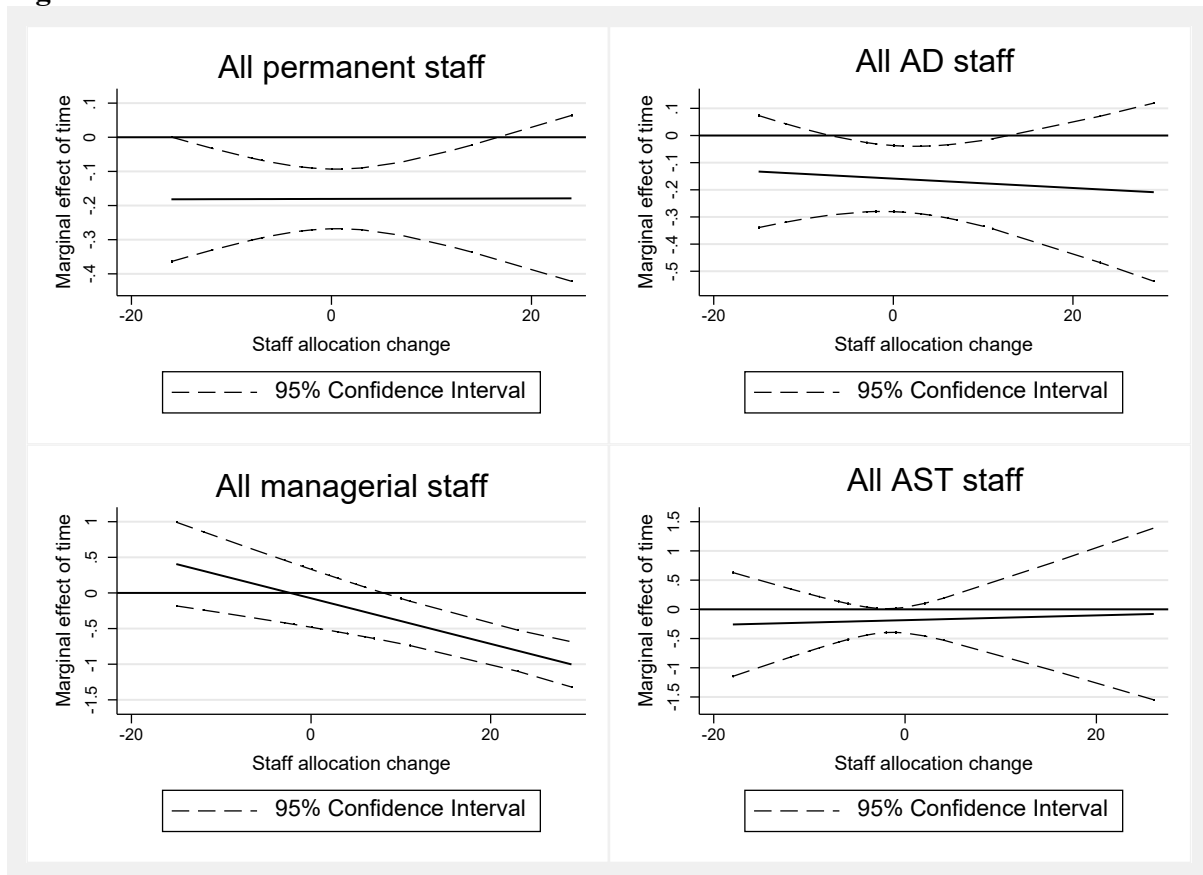 All permanent staff
Marginal effect of time
.1
0
-.1
-.2
-.3
-.4
-20 0 20
Staff allocation change
95% Confidence Interval
All AD staff
Marginal effect of time
.1
0
-.1
-.2
-.3
-.4
-.5
-20 0 20
Staff allocation change
95% Confidence Interval
All managerial staff
Marginal effect of time
1
.5
0
-.5
-1
-1.5
-20 0 20
Staff allocation change
95% Confidence Interval
All AST staff
Marginal effect of time
1.5
1
.5
0
-.5
-1
-1.5
-20 0 20
Staff allocation change
95% Confidence Interval